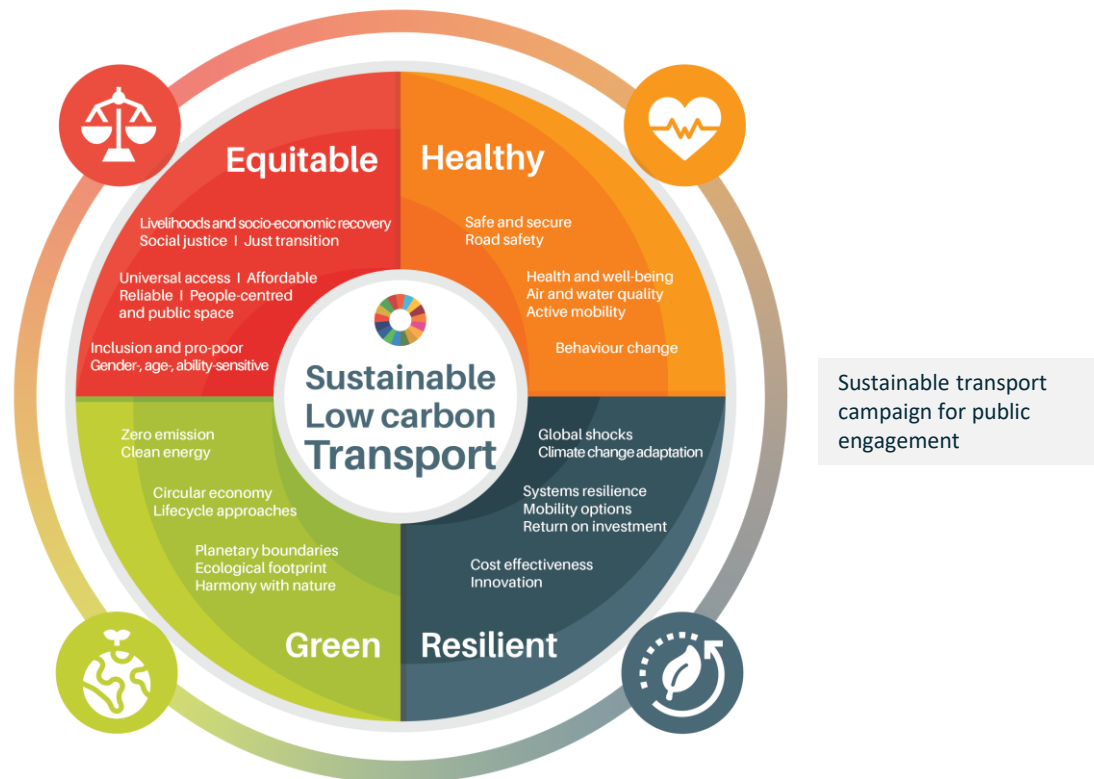 Equitable
Livelihoods and socio-economic recovery
Social justice I Just transition
Universal access I Affordable
Reliable I People-centred
and public space
Inclusion and pro-poor
Gender-, age-, ability-sensitive
Healthy
Safe and secure
Road safety
Health and well-being
Air and water quality
Active mobility
Behaviour change
Sustainable
Low carbon
Transport
Zero emission
Clean energy
Circular economy
Lifecycle approaches
Planetary boundaries
Ecological footprint
Harmony with nature
Green
Global shocks
Climate change adaptation
Systems resilience
Mobility options
Return on investment
Cost effectiveness
Innovation
Resilient
Sustainable transport
campaign for public
engagement